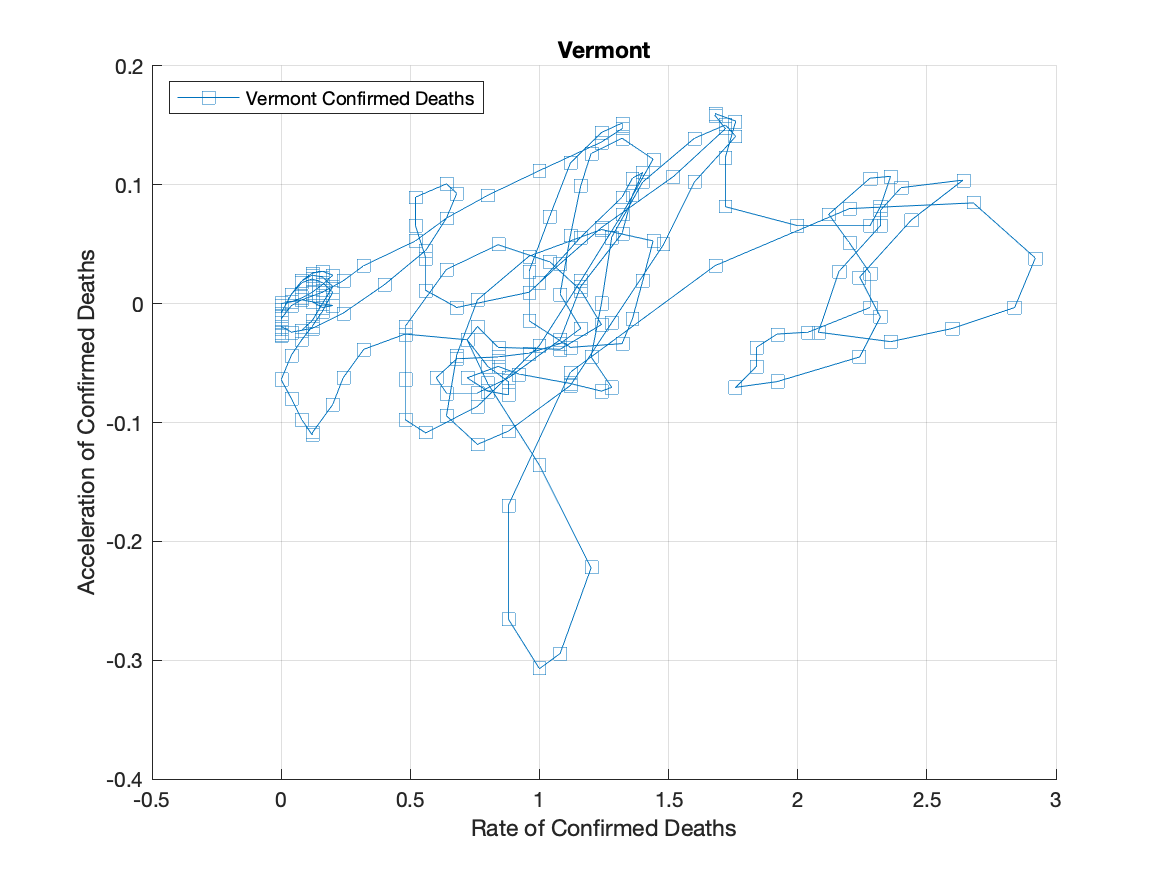 Vermont
Vermont Confirmed Deaths
0.2
0.1
0
-0.1
-0.2
-0.3
-0.4
Acceleration of Confirmed Deaths
-0.5 0 0.5 1 1.5 2 2.5 3
Rate of Confirmed Deaths